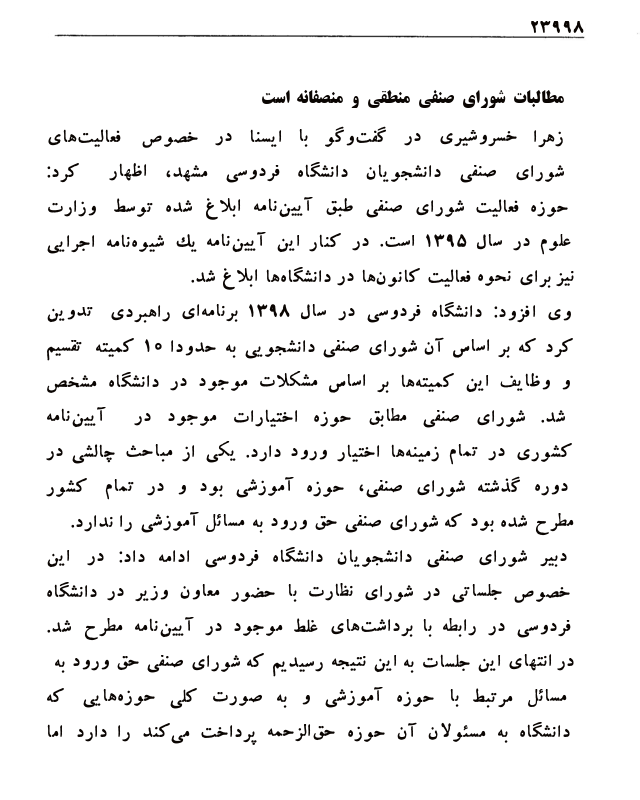 ۲۳۹۹۸
مطالبات شورای صنفی منطقی و منصفانه است
زهرا خسروشیری در گفت‌وگو با ایسنا در خصوص فعالیت‌های
شورای صنفی دانشجویان دانشگاه فردوسی مشهد، اظهار کرد:
حوزه فعالیت شورای صنفی طبق آیین‌نامه ابلاغ شده توسط وزارت
علوم در سال ۱۳۹۵ است. در کنار این آیین‌نامه یك شیوه‌نامه اجرایی
نیز برای نحوه فعالیت کانون‌ها در دانشگاه‌ها ابلاغ شد.
وی افزود: دانشگاه فردوسی در سال ۱۳۹۸ برنامه‌ای راهبردی تدوین
کرد که بر اساس آن شورای صنفی دانشجویی به حدودا ۱۰ کمیته تقسیم
و وظایف این کمیته‌ها بر اساس مشکلات موجود در دانشگاه مشخص
شد. شورای صنفی مطابق حوزه اختیارات موجود در آیین‌نامه
کشوری در تمام زمینه‌ها اختیار ورود دارد. یکی از مباحث چالشی در
دوره گذشته شورای صنفی، حوزه آموزشی بود و در تمام کشور
مطرح شده بود که شورای صنفی حق ورود به مسائل آموزشی را ندارد.
دبیر شورای صنفی دانشجویان دانشگاه فردوسی ادامه داد: در این
خصوص جلساتی در شورای نظارت با حضور معاون وزیر در دانشگاه
فردوسی در رابطه با برداشت‌های غلط موجود در آیین‌نامه مطرح شد.
در انتهای این جلسات به این نتیجه رسیدیم که شورای صنفی حق ورود به
مسائل مرتبط با حوزه آموزشی و به صورت کلی حوزه‌هایی که
دانشگاه به مسئولان آن حوزه حق‌الزحمه پرداخت می‌کند را دارد اما